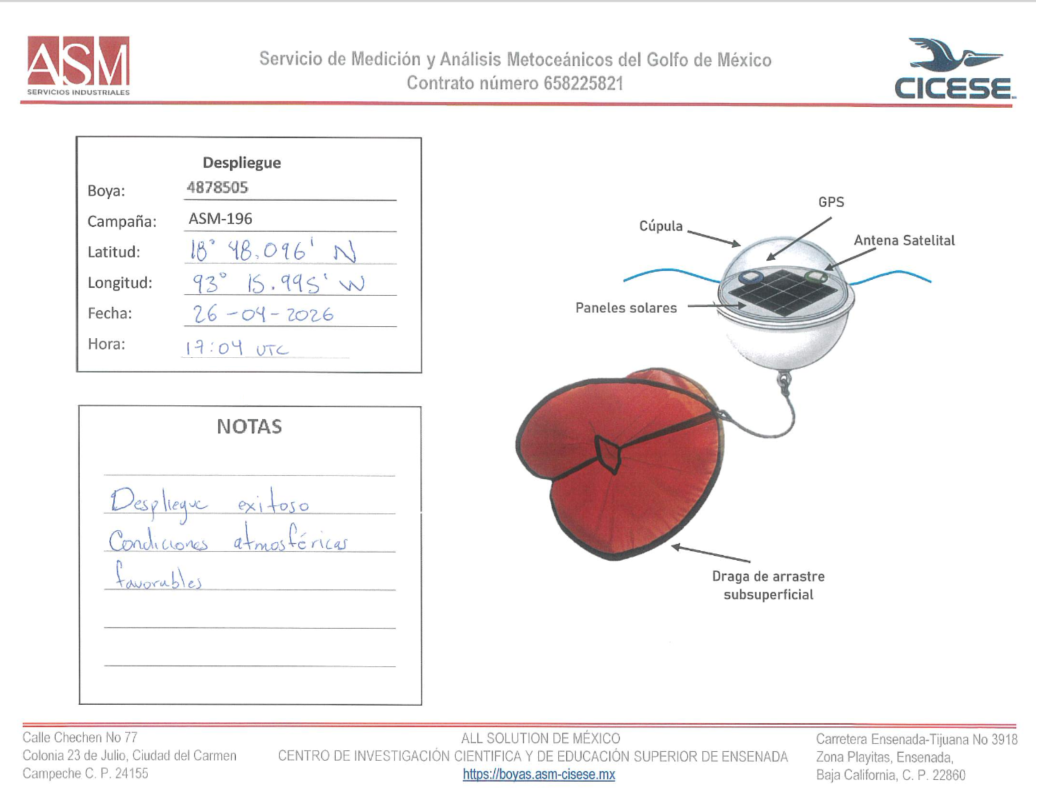 ASM
SERVICIOS INDUSTRIALES
Servicio de Medición y Análisis Metoceánicos del Golfo de México
Contrato número 658225821
CICESE
Despliegue
Boya: 4878505
Campaña: ASM-196
Latitud: 18° 48.096' N
Longitud: 93° 15.995' W
Fecha: 26-04-2026
Hora: 17:04 UTC
NOTAS
Despliegue exitoso
Condiciones atmosféricas
favorables
GPS
Cúpula
Antena Satelital
Paneles solares
Draga de arrastre
subsuperficial
Calle Chechen No 77
Colonia 23 de Julio, Ciudad del Carmen
Campeche C. P. 24155
ALL SOLUTION DE MÉXICO
CENTRO DE INVESTIGACIÓN CIENTIFICA Y DE EDUCACIÓN SUPERIOR DE ENSENADA
https://boyas.asm-cisese.mx
Carretera Ensenada-Tijuana No 3918
Zona Playitas, Ensenada,
Baja California, C. P. 22860